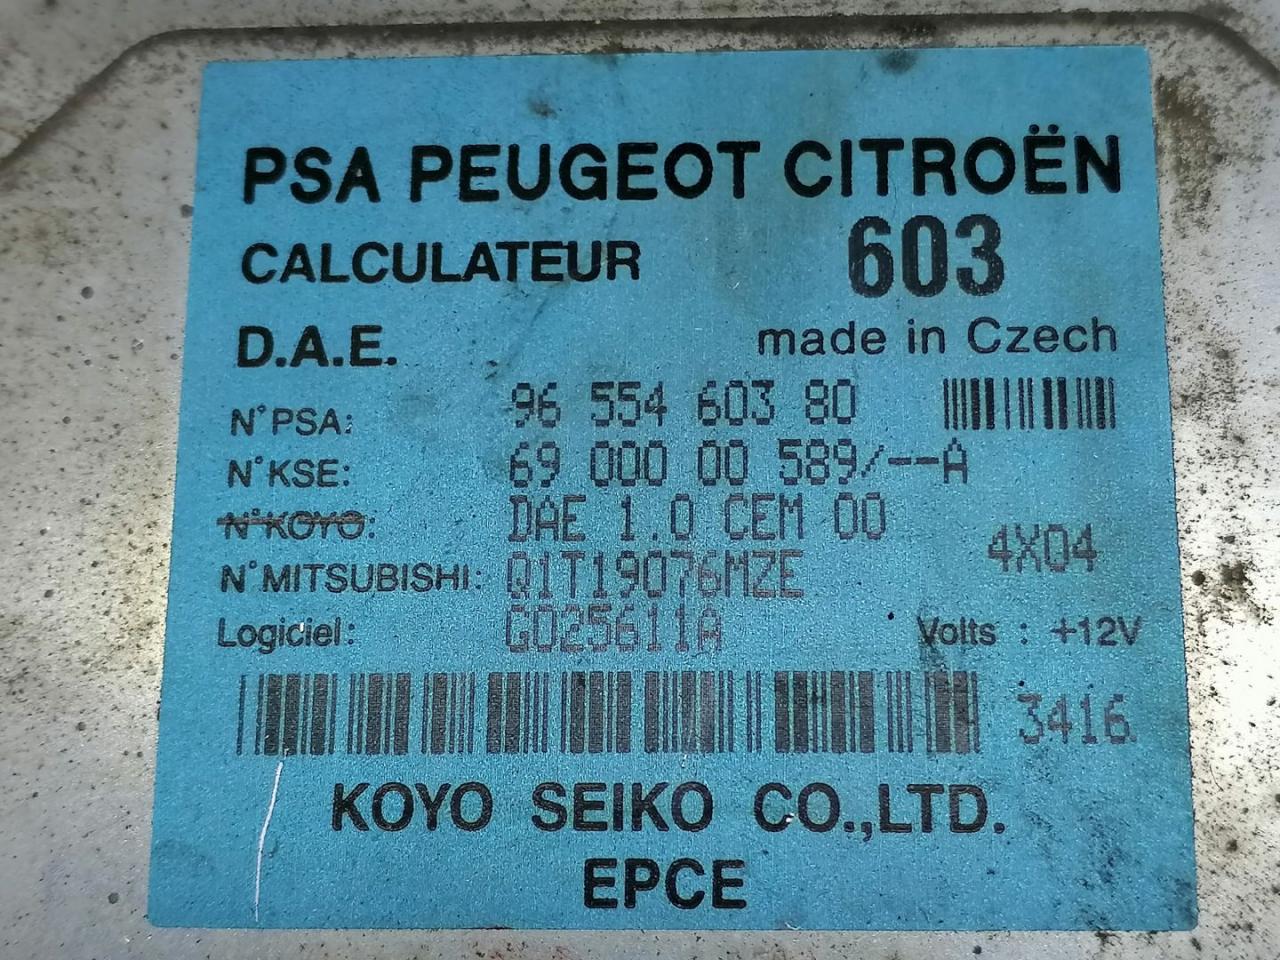 PSA PEUGEOT CITROËN
CALCULATEUR 603
D.A.E. made in Czech
N°PSA: 96 554 603 80
N°KSE: 69 000 00 589/--A
N°KOYO: DAE 1.0 CEM 00
4X04
N°MITSUBISHI: Q1T19076MZE
Logiciel: G025611A Volts : +12V
3416
KOYO SEIKO CO.,LTD.
EPCE